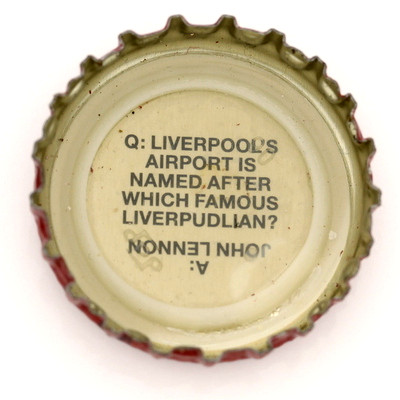 Q: LIVERPOOL'S
AIRPORT IS
NAMED AFTER
WHICH FAMOUS
LIVERPUDLIAN?
A:
JOHN LENNON